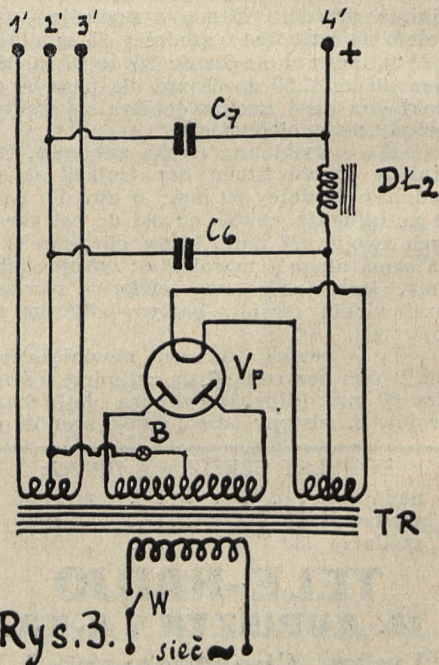 1' 2' 3' 4'
+
C7
DŁ2
C6
Vp
B
TR
W
Rys.3.
sieć ~